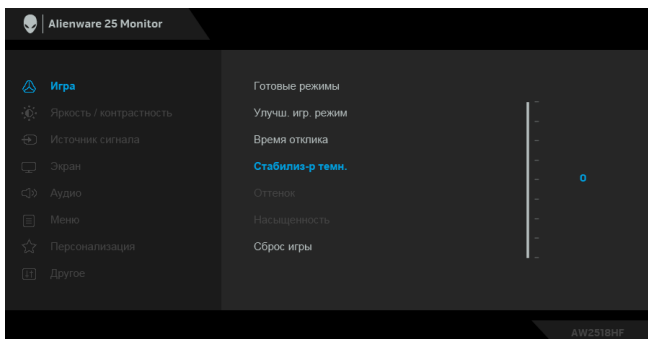 Alienware 25 Monitor
Игра
Яркость / контрастность
Источник сигнала
Экран
Аудио
Меню
Персонализация
Другое
Готовые режимы
Улучш. игр. режим
Время отклика
Стабилиз-р темн.
Оттенок
Насыщенность
Сброс игры
0
AW2518HF